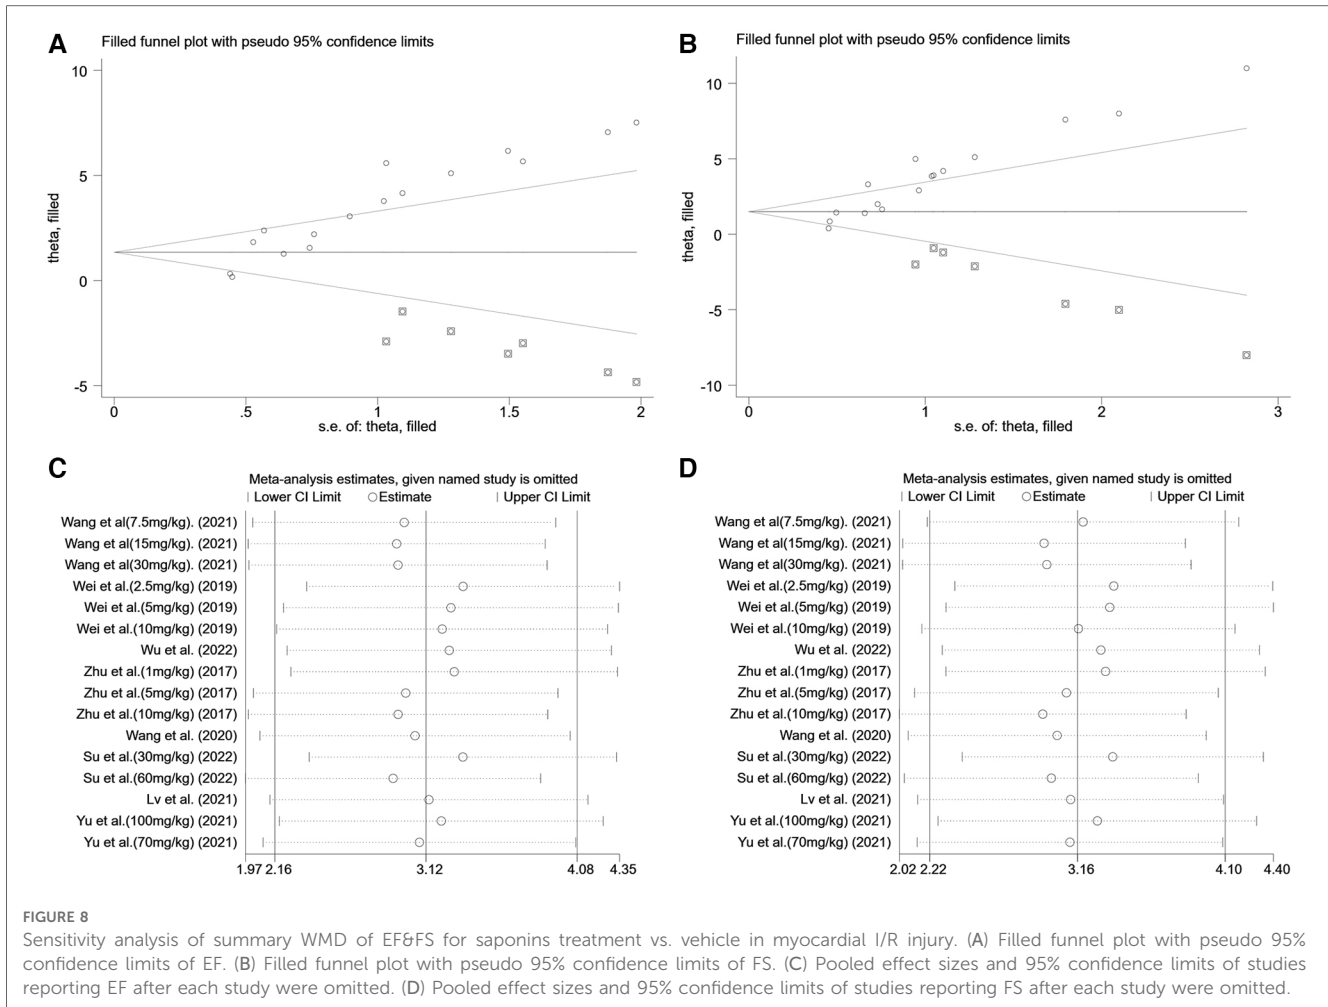 A
Filled funnel plot with pseudo 95% confidence limits
10
5
0
-5
theta, filled
0
.5
1
1.5
2
s.e. of: theta, filled
B
Filled funnel plot with pseudo 95% confidence limits
10
5
0
-5
-10
theta, filled
0
1
2
3
s.e. of: theta, filled
C
Meta-analysis estimates, given named study is omitted
Lower CI Limit Estimate Upper CI Limit
Wang et al(7.5mg/kg). (2021)
Wang et al(15mg/kg). (2021)
Wang et al(30mg/kg). (2021)
Wei et al.(2.5mg/kg) (2019)
Wei et al.(5mg/kg) (2019)
Wei et al.(10mg/kg) (2019)
Wu et al. (2022)
Zhu et al.(1mg/kg) (2017)
Zhu et al.(5mg/kg) (2017)
Zhu et al.(10mg/kg) (2017)
Wang et al. (2020)
Su et al.(30mg/kg) (2022)
Su et al.(60mg/kg) (2022)
Lv et al. (2021)
Yu et al.(100mg/kg) (2021)
Yu et al.(70mg/kg) (2021)
1.97 2.16 3.12 4.08 4.35
D
Meta-analysis estimates, given named study is omitted
Lower CI Limit Estimate Upper CI Limit
Wang et al(7.5mg/kg). (2021)
Wang et al(15mg/kg). (2021)
Wang et al(30mg/kg). (2021)
Wei et al.(2.5mg/kg) (2019)
Wei et al.(5mg/kg) (2019)
Wei et al.(10mg/kg) (2019)
Wu et al. (2022)
Zhu et al.(1mg/kg) (2017)
Zhu et al.(5mg/kg) (2017)
Zhu et al.(10mg/kg) (2017)
Wang et al. (2020)
Su et al.(30mg/kg) (2022)
Su et al.(60mg/kg) (2022)
Lv et al. (2021)
Yu et al.(100mg/kg) (2021)
Yu et al.(70mg/kg) (2021)
2.02 2.22 3.16 4.10 4.40
FIGURE 8
Sensitivity analysis of summary WMD of EF&FS for saponins treatment vs. vehicle in myocardial I/R injury. (A) Filled funnel plot with pseudo 95%
confidence limits of EF. (B) Filled funnel plot with pseudo 95% confidence limits of FS. (C) Pooled effect sizes and 95% confidence limits of studies
reporting EF after each study were omitted. (D) Pooled effect sizes and 95% confidence limits of studies reporting FS after each study were omitted.